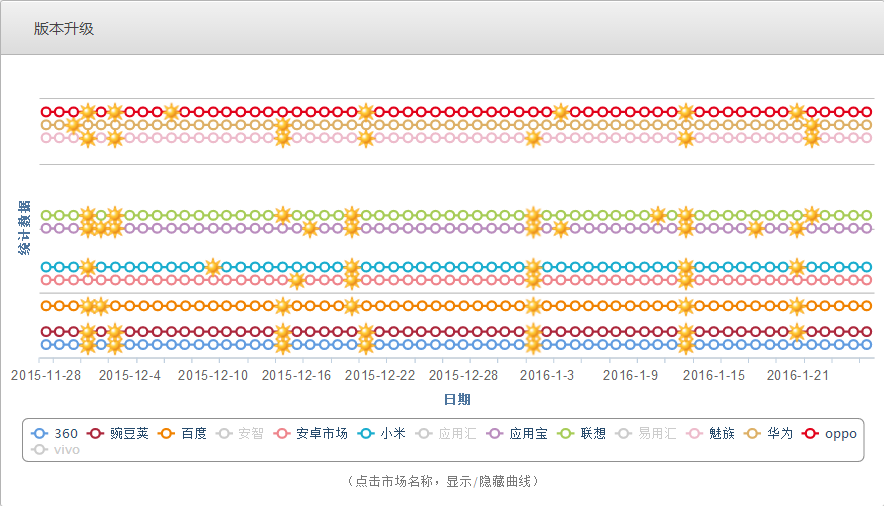 版本升级
统计数据
2015-11-28 2015-12-4 2015-12-10 2015-12-16 2015-12-22 2015-12-28 2016-1-3 2016-1-9 2016-1-15 2016-1-21
日期
360 豌豆荚 百度 安智 安卓市场 小米 应用汇 应用宝 联想 易用汇 魅族 华为 oppo
vivo
（点击市场名称，显示/隐藏曲线）